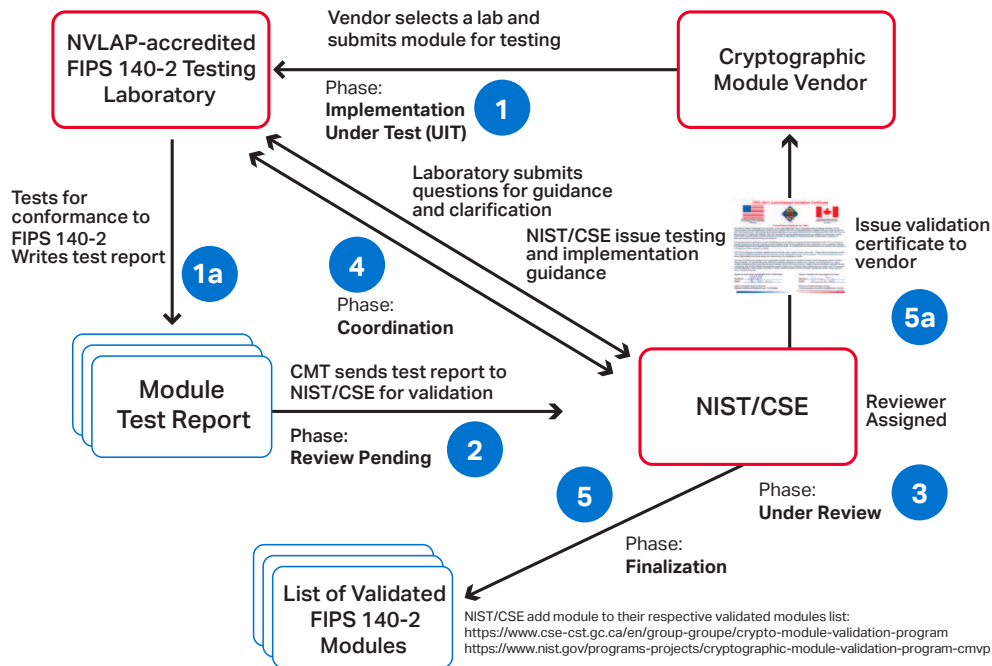 Vendor selects a lab and
submits module for testing
NVLAP-accredited
FIPS 140-2 Testing
Laboratory
Cryptographic
Module Vendor
Phase:
Implementation
Under Test (UIT)
1
Laboratory submits
questions for guidance
and clarification
Tests for
conformance to
FIPS 140-2
Writes test report
1a
4
Phase:
Coordination
NIST/CSE issue testing
and implementation
guidance
Issue validation
certificate to
vendor
5a
Module
Test Report
CMT sends test report to
NIST/CSE for validation
Phase:
Review Pending
2
NIST/CSE
Reviewer
Assigned
5
Phase:
Under Review
3
Phase:
Finalization
List of Validated
FIPS 140-2
Modules
NIST/CSE add module to their respective validated modules list:
https://www.cse-cst.gc.ca/en/group-groupe/crypto-module-validation-program
https://www.nist.gov/programs-projects/cryptographic-module-validation-program-cmvp